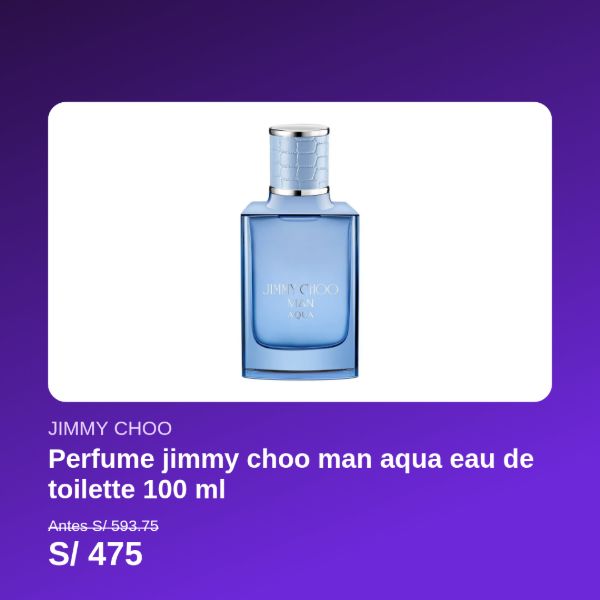 JIMMY CHOO
MAN
AQUA
JIMMY CHOO
Perfume jimmy choo man aqua eau de
toilette 100 ml
Antes S/ 593.75
S/ 475